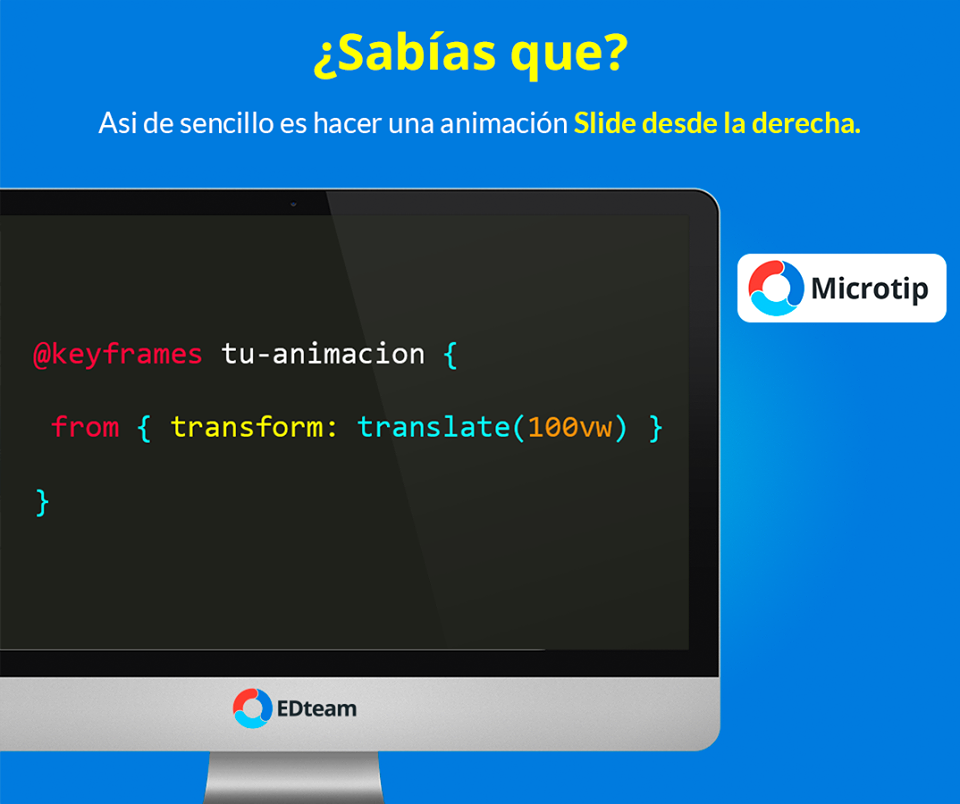 ¿Sabías que?
Asi de sencillo es hacer una animación Slide desde la derecha.
Microtip
@keyframes tu-animacion {
from { transform: translate(100vw) }
}
EDteam